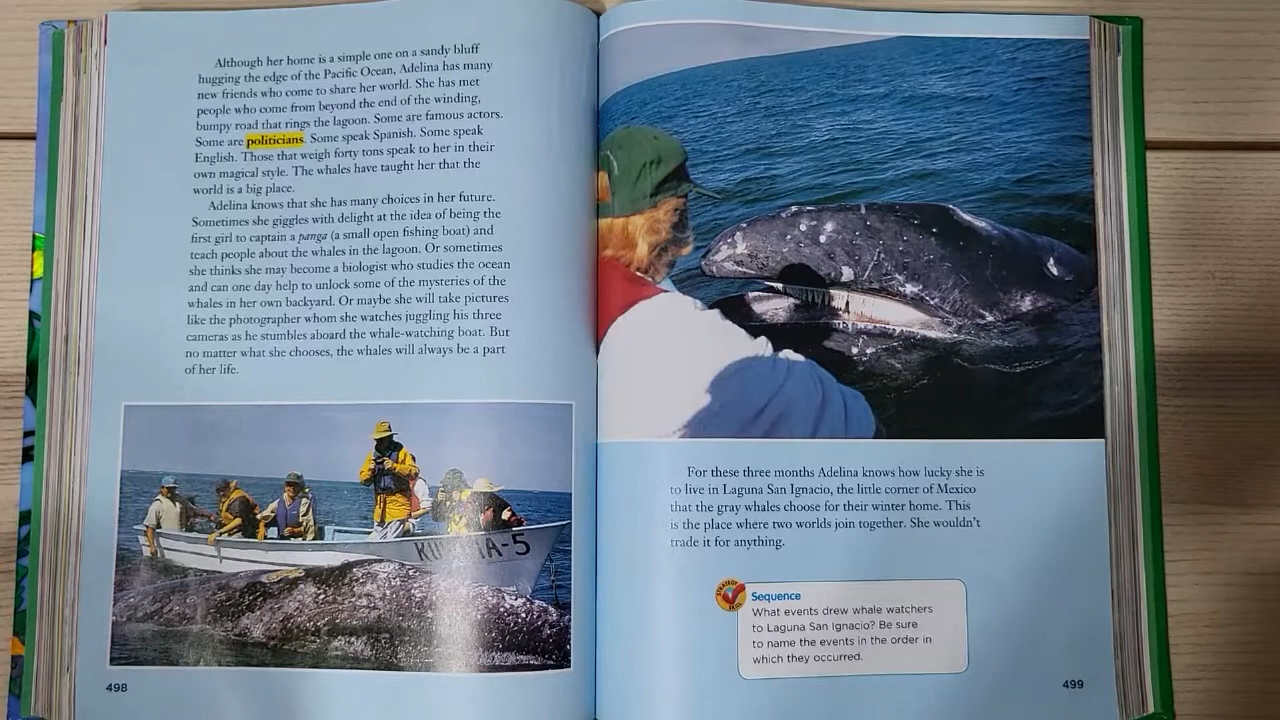 Although her home is a simple one on a sandy bluff
hugging the edge of the Pacific Ocean, Adelina has many
new friends who come to share her world. She has met
people who come from beyond the end of the winding,
bumpy road that rings the lagoon. Some are famous actors.
Some are politicians. Some speak Spanish. Some speak
English. Those that weigh forty tons speak to her in their
own magical style. The whales have taught her that the
world is a big place.
Adelina knows that she has many choices in her future.
Sometimes she giggles with delight at the idea of being the
first girl to captain a panga (a small open fishing boat) and
teach people about the whales in the lagoon. Or sometimes
she thinks she may become a biologist who studies the ocean
and can one day help to unlock some of the mysteries of the
whales in her own backyard. Or maybe she will take pictures
like the photographer whom she watches juggling his three
cameras as he stumbles aboard the whale-watching boat. But
no matter what she chooses, the whales will always be a part
of her life.
A-5
498
For these three months Adelina knows how lucky she is
to live in Laguna San Ignacio, the little corner of Mexico
that the gray whales choose for their winter home. This
is the place where two worlds join together. She wouldn't
trade it for anything.
STRATEGY
SKILL
Sequence
What events drew whale watchers
to Laguna San Ignacio? Be sure
to name the events in the order in
which they occurred.
499